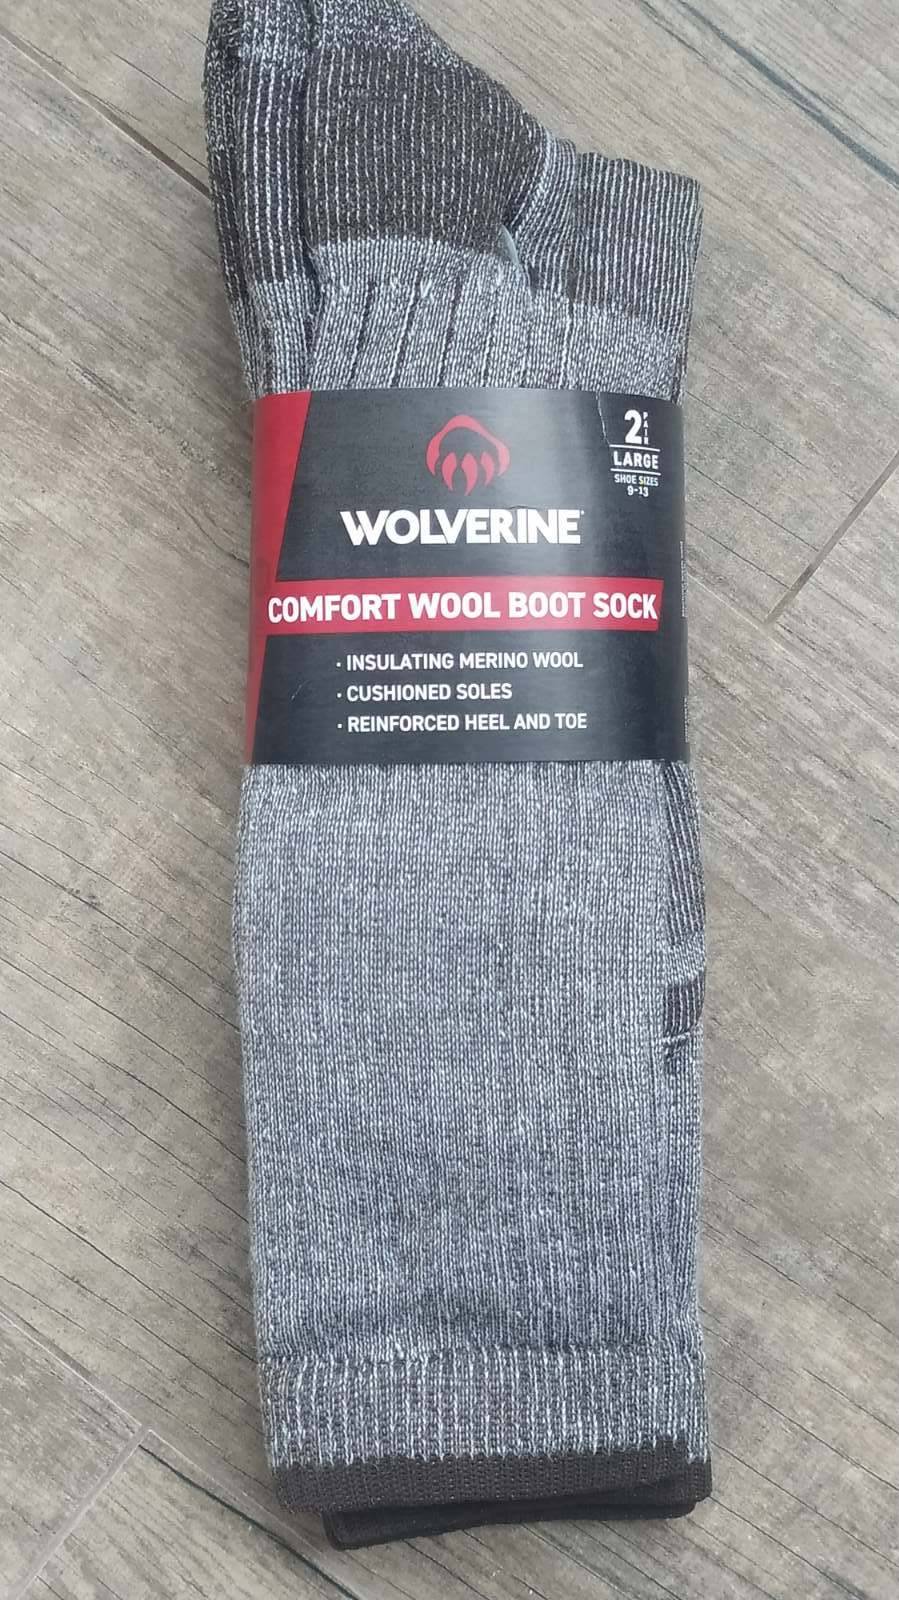 2 PAIR
LARGE
SHOE SIZES
9-13
WOLVERINE
COMFORT WOOL BOOT SOCK
· INSULATING MERINO WOOL
· CUSHIONED SOLES
· REINFORCED HEEL AND TOE